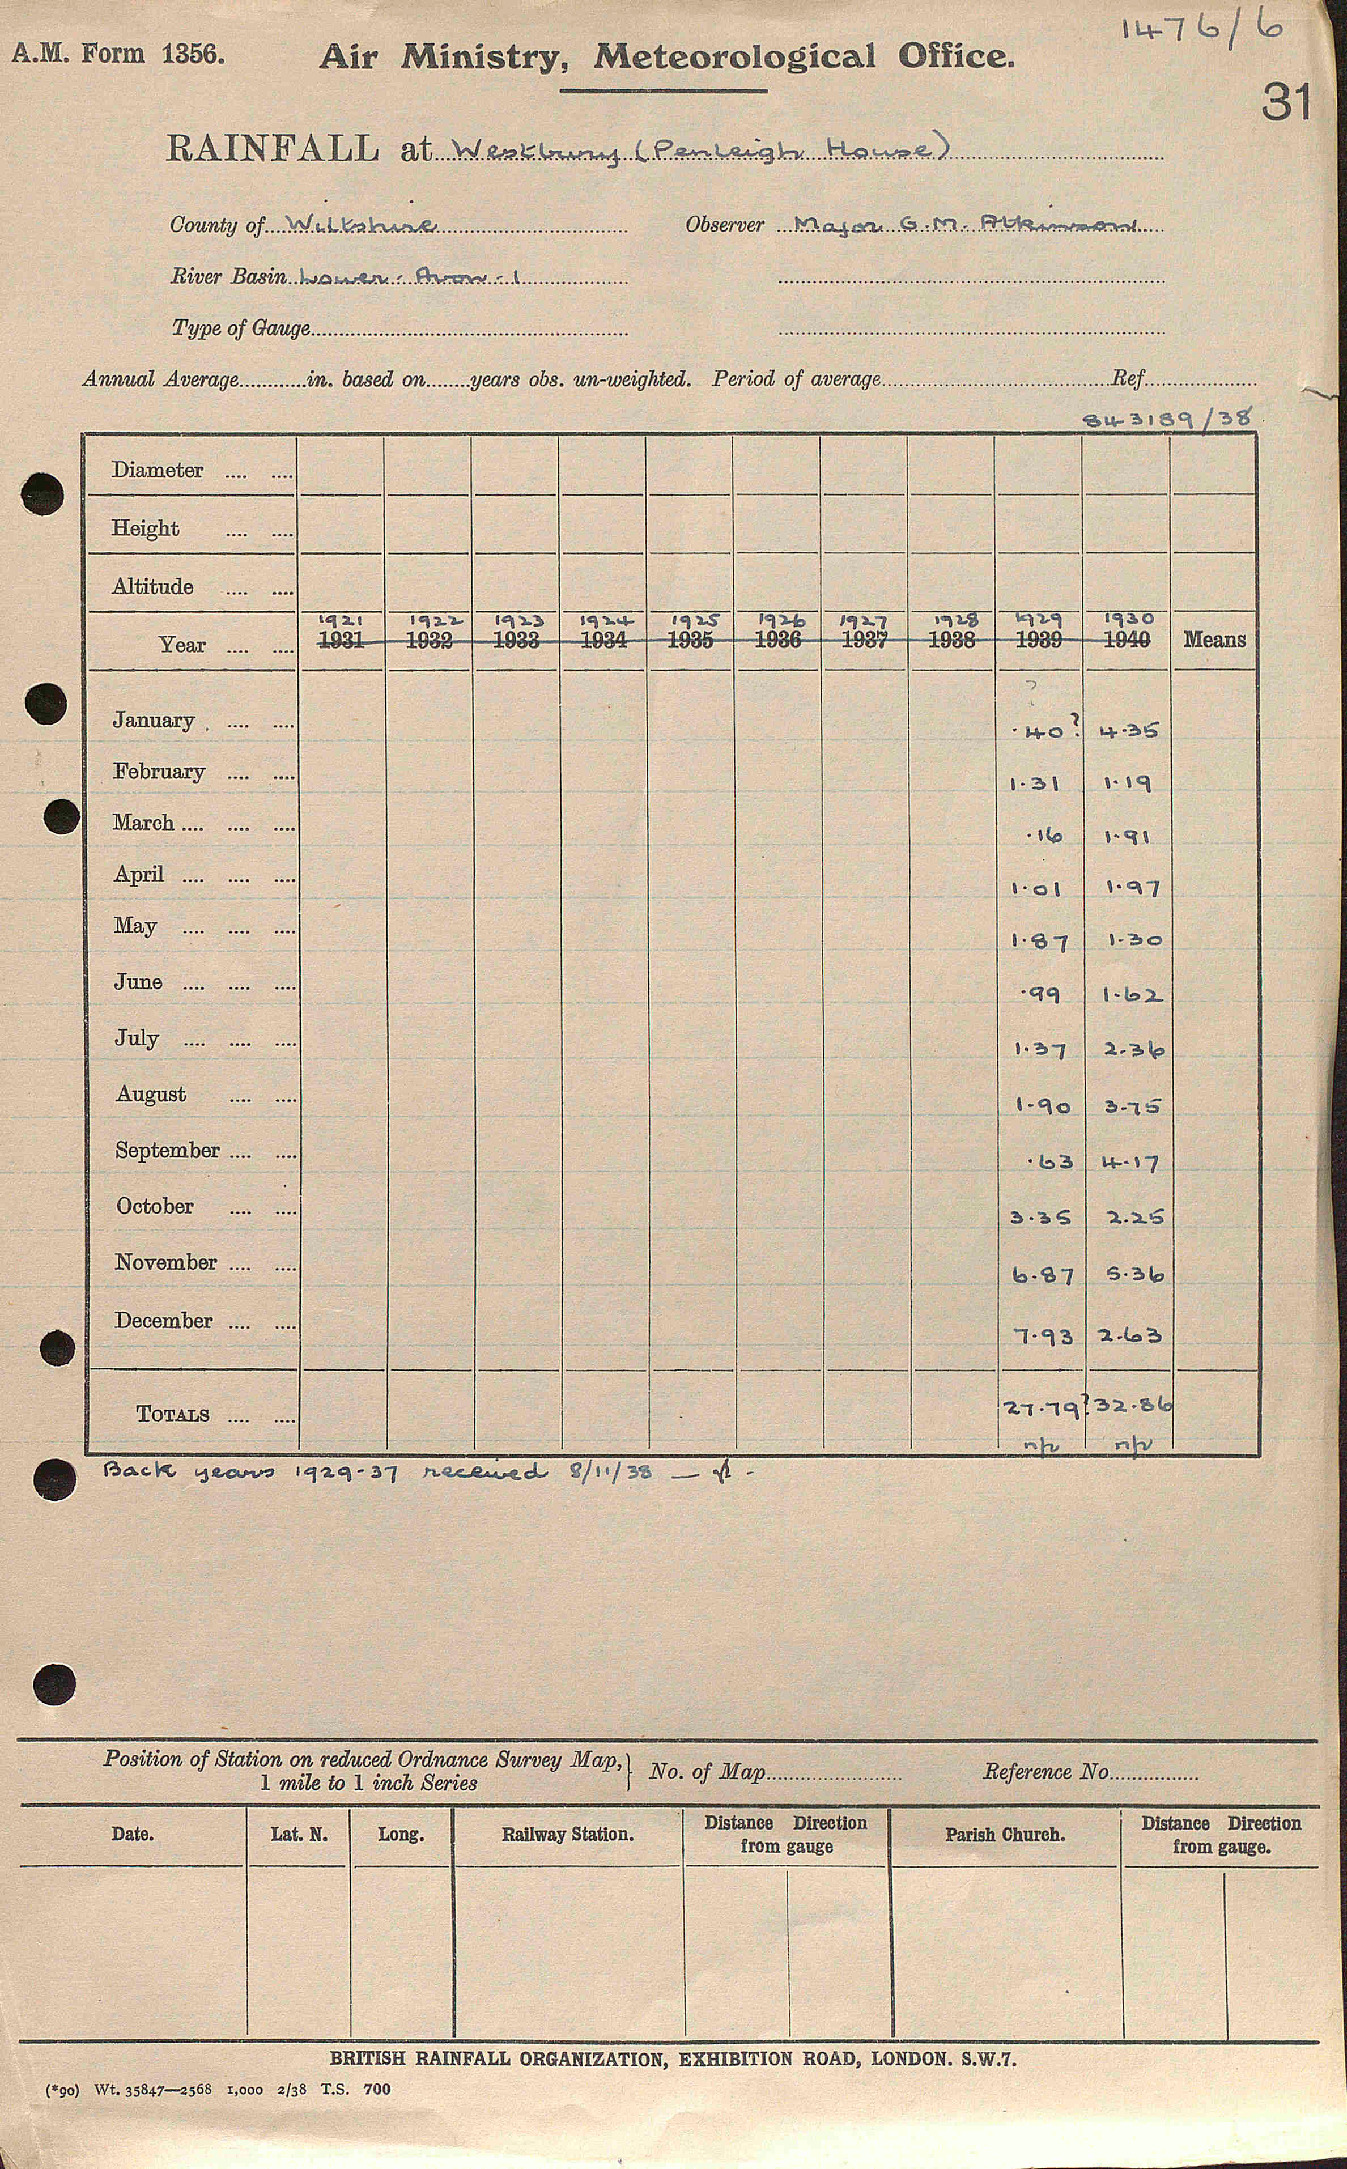 1476/6
A.M. Form 1356. Air Ministry, Meteorological Office.
31
RAINFALL at Westbury (Penleigh House)
County of Wiltshire Observer Major G.M. Atkinson
River Basin Lower-Avon-1
Type of Gauge
Annual Average............in. based on........years obs. un-weighted. Period of average.................Ref.................
843189/38
Diameter .... ....
Height .... ....
Altitude .... ....
1921 1922 1923 1924 1925 1926 1927 1928 1929 1930
Year .... .... 1931 1932 1933 1934 1935 1936 1937 1938 1939 1940 Means
?
January .... .... .40? 4.35
February .... .... 1.31 1.19
March .... .... .... .16 1.91
April .... .... .... 1.01 1.97
May .... .... .... 1.87 1.30
June .... .... .... .99 1.62
July .... .... .... 1.37 2.36
August .... .... 1.90 3.75
September .... .... .63 4.17
October .... .... 3.35 2.25
November .... .... 6.87 5.36
December .... .... 7.93 2.63
TOTALS .... .... 27.79? 32.86
Back years 1929-37 received 8/11/38
Position of Station on reduced Ordnance Survey Map,} No. of Map........................ Reference No.................
1 mile to 1 inch Series
Date. Lat. N. Long. Railway Station. Distance Direction from gauge Parish Church. Distance Direction from gauge.
BRITISH RAINFALL ORGANIZATION, EXHIBITION ROAD, LONDON. S.W.7.
(*90) Wt. 35847—2568 1,000 2/38 T.S. 700